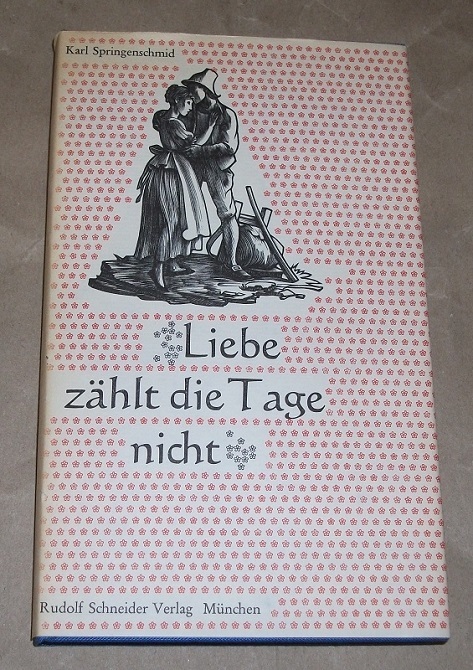 Karl Springenschmid
Liebe
zählt die Tage
nicht
Rudolf Schneider Verlag München